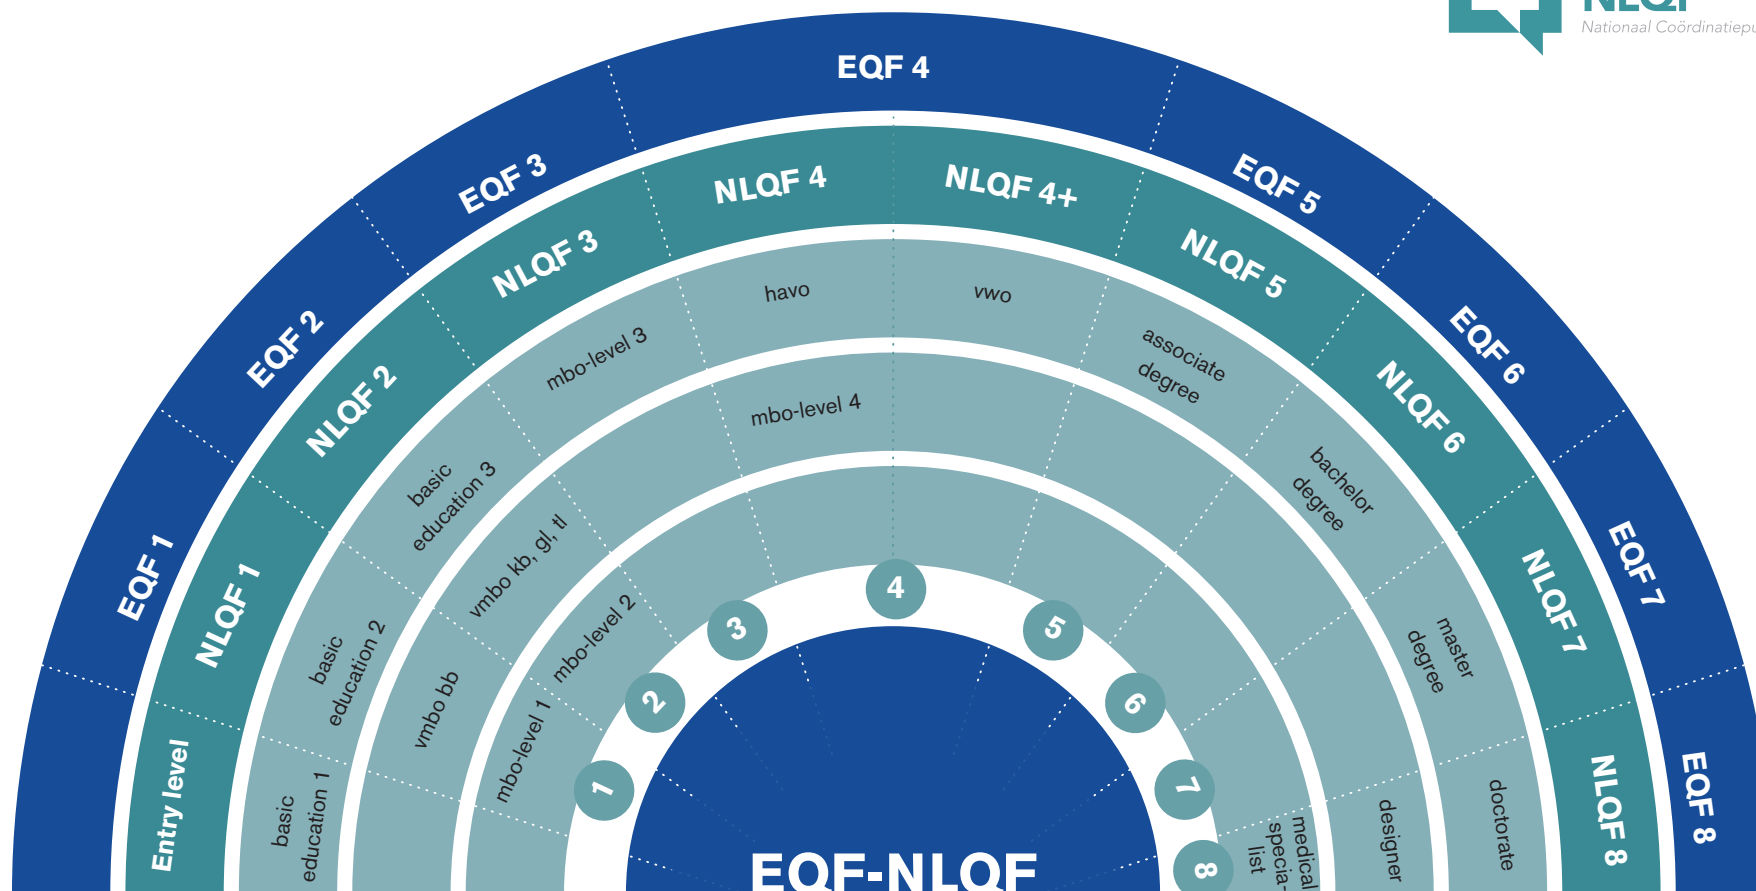 NLQF
Nationaal Coördinatiepu
EQF 1
EQF 2
EQF 3
EQF 4
EQF 5
EQF 6
EQF 7
EQF 8
Entry level
NLQF 1
NLQF 2
NLQF 3
NLQF 4
NLQF 4+
NLQF 5
NLQF 6
NLQF 7
NLQF 8
basic
education 1
basic
education 2
basic
education 3
mbo-level 3
havo
vwo
associate
degree
bachelor
degree
master
degree
doctorate
vmbo bb
vmbo kb, gl, tl
mbo-level 4
designer
mbo-level 1
mbo-level 2
medical
specia-
list
1
2
3
4
5
6
7
8
EQF-NLQF